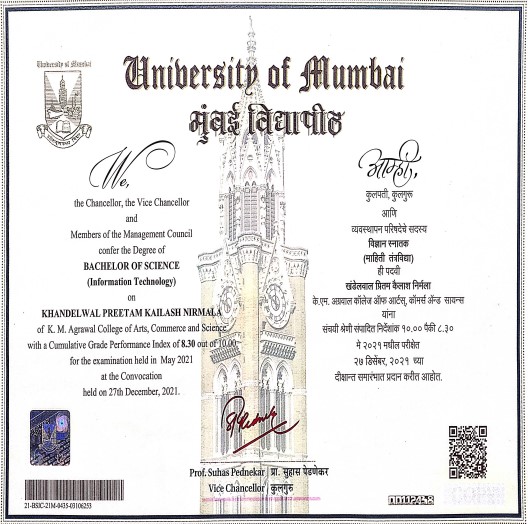 University of Mumbai
University of Mumbai
मुंबई विद्यापीठ
We,
the Chancellor, the Vice Chancellor
and
Members of the Management Council
confer the Degree of
BACHELOR OF SCIENCE
(Information Technology)
on
KHANDELWAL PREETAM KAILASH NIRMALA
of K. M. Agrawal College of Arts, Commerce and Science
with a Cumulative Grade Performance Index of 8.30 out of 10.00
for the examination held in May 2021
at the Convocation
held on 27th December, 2021.
आम्ही,
कुलपती, कुलगुरू
आणि
व्यवस्थापन परिषदेचे सदस्य
विज्ञान स्नातक
(माहिती तंत्रविद्या)
ही पदवी
खंडेलवाल प्रितम कैलाश निर्मला
के.एम. अग्रवाल कॉलेज ऑफ आर्टस्, कॉमर्स अ‍ॅन्ड सायन्स
यांना
संचयी श्रेणी संपादित निर्देशांक १०.०० पैकी ८.३०
मे २०२१ मधील परीक्षेत
२७ डिसेंबर, २०२१ च्या
दीक्षान्त समारंभात प्रदान करीत आहोत.
Prof. Suhas Pednekar प्रा. सुहास पेडणेकर
Vice Chancellor कुलगुरू
21-BSIC-21M-0435-03106253
00112458